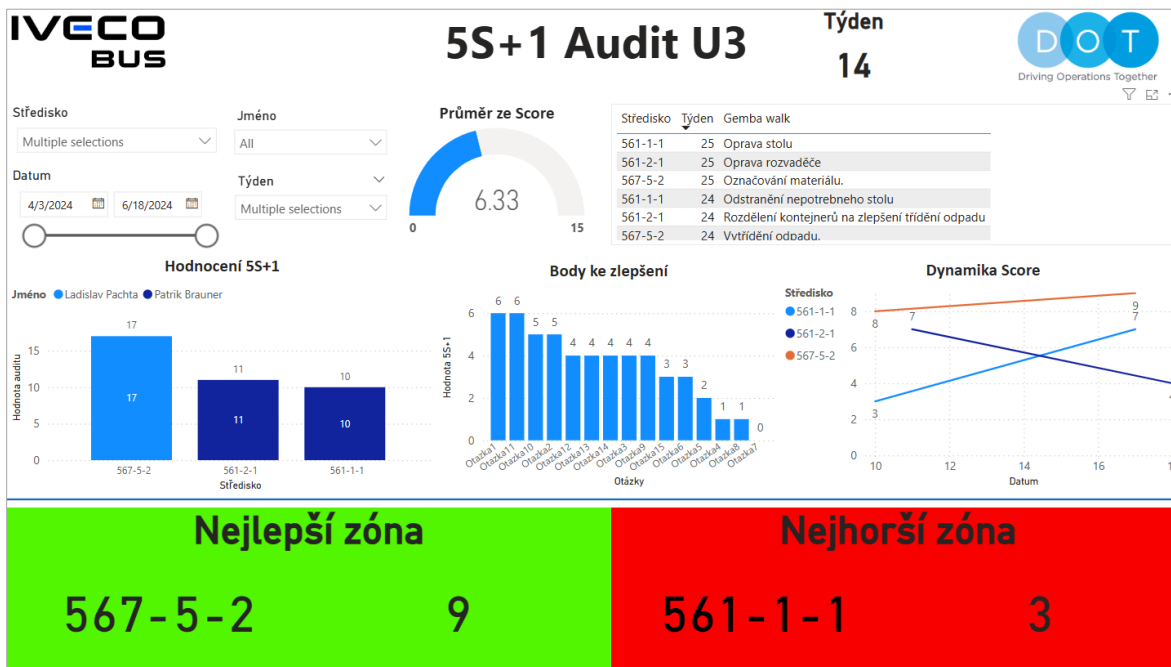 IVECO
BUS
5S+1 Audit U3
Týden
14
DOT
Driving Operations Together
Středisko
Multiple selections
Jméno
All
Datum
4/3/2024
6/18/2024
Týden
Multiple selections
Průměr ze Score
6.33
0
15
Středisko Týden Gemba walk
561-1-1 25 Oprava stolu
561-2-1 25 Oprava rozvaděče
567-5-2 25 Označování materiálu.
561-1-1 24 Odstranění nepotrebneho stolu
561-2-1 24 Rozdělení kontejnerů na zlepšení třídění odpadu
567-5-2 24 Vytřídění odpadu.
Hodnocení 5S+1
Jméno Ladislav Pachta Patrik Brauner
Hodnota auditu
15
10
5
0
17
11
10
17
11
10
567-5-2
561-2-1
561-1-1
Středisko
Body ke zlepšení
Hodnota 5S+1
6
4
2
0
6
6
5
5
4
4
4
4
4
3
3
2
1
1
0
Otazka1
Otazka11
Otazka10
Otazka2
Otazka12
Otazka13
Otazka14
Otazka3
Otazka9
Otazka15
Otazka6
Otazka5
Otazka4
Otazka8
Otazka7
Otázky
Dynamika Score
Středisko
561-1-1
561-2-1
567-5-2
8
6
4
2
0
8
7
3
9
7
10
12
14
16
Datum
Nejlepší zóna
567-5-2 9
Nejhorší zóna
561-1-1 3